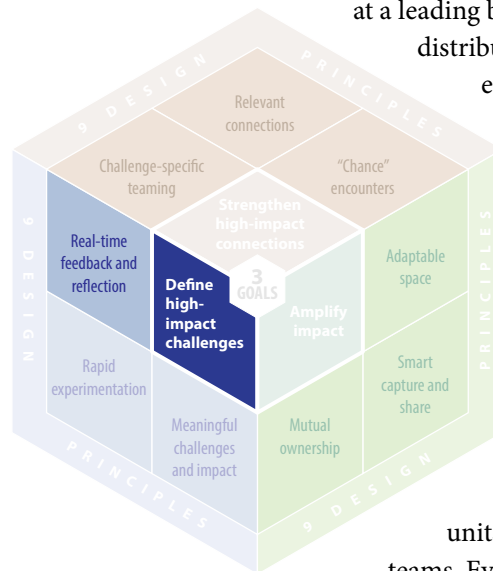 at a leading b
distribu
e
9 DESIGN
PRINCIPLES
Relevant
connections
Challenge-specific
teaming
"Chance"
encounters
Strengthen
high-impact
connections
Real-time
feedback and
reflection
Define
high-
impact
challenges
3
GOALS
Amplify
impact
Adaptable
space
Rapid
experimentation
Meaningful
challenges
and impact
Mutual
ownership
Smart
capture and
share
9 DESIGN
PRINCIPLES
9 DESIGN
PRINCIPLES
unit
teams. Ev